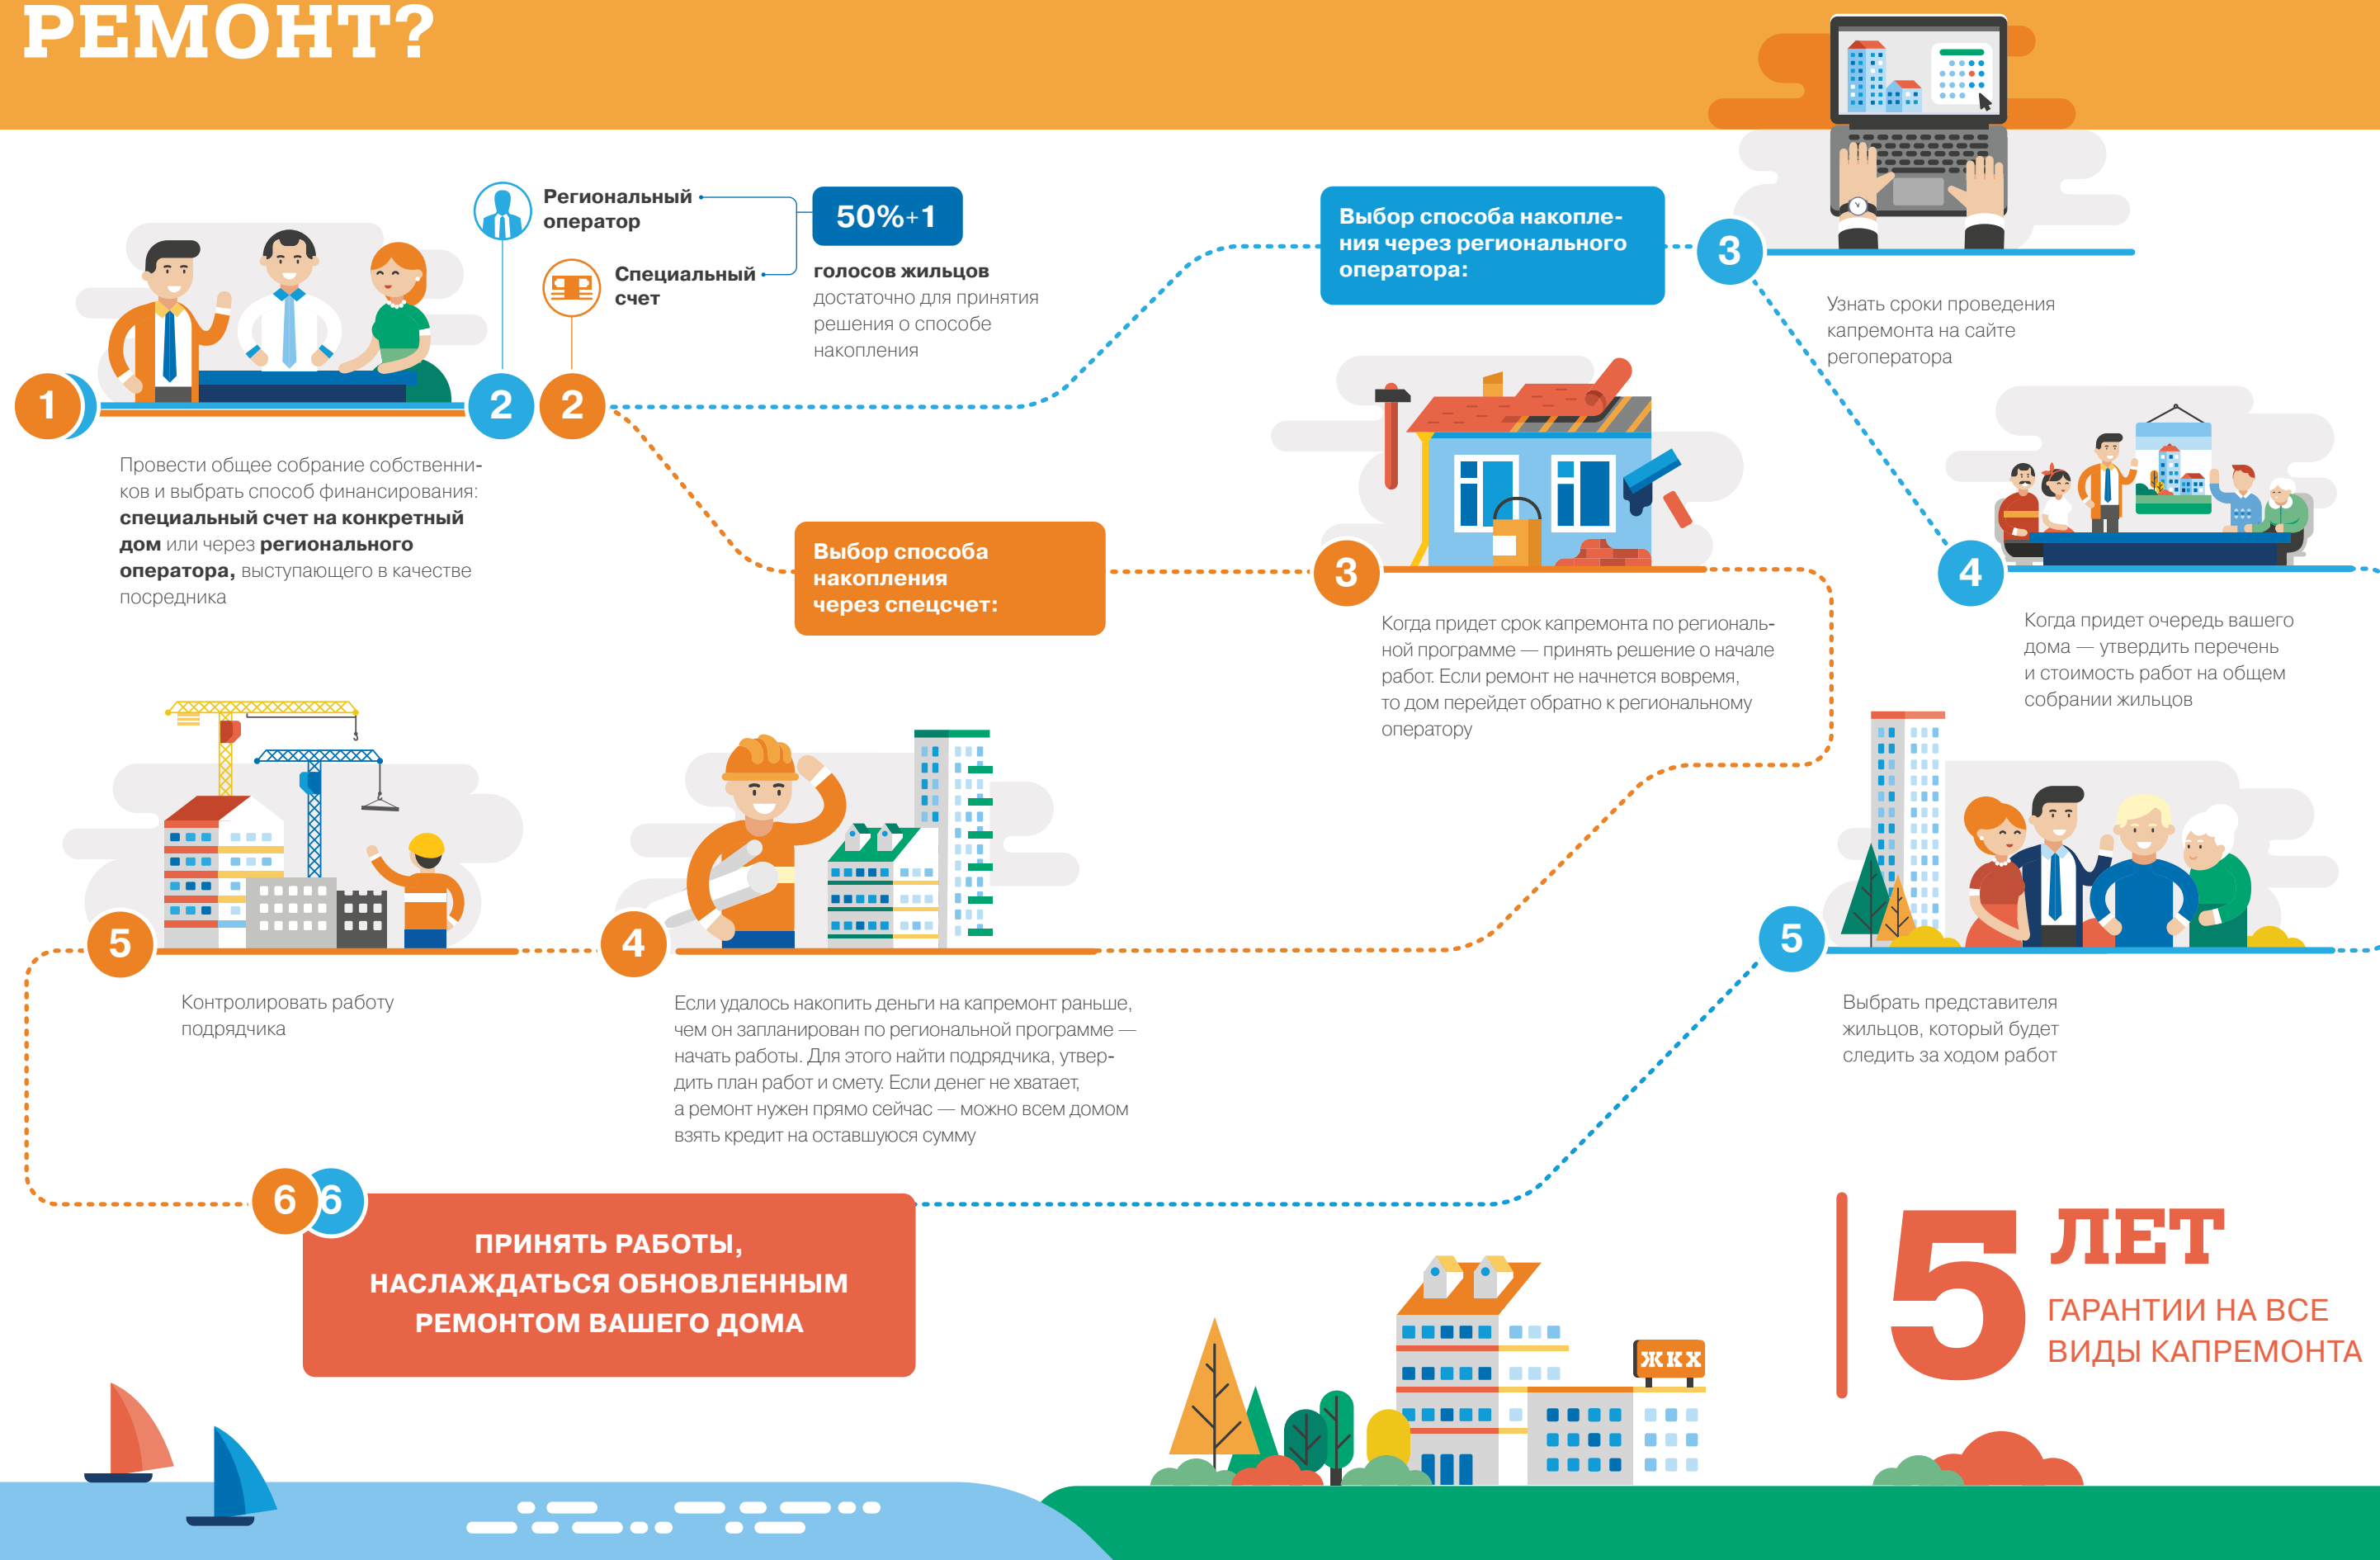 РЕМОНТ?
1
Провести общее собрание собственни-
ков и выбрать способ финансирования:
специальный счет на конкретный
дом или через регионального
оператора, выступающего в качестве
посредника
2
2
Региональный
оператор
Специальный
счет
50%+1
голосов жильцов
достаточно для принятия
решения о способе
накопления
Выбор способа накопле-
ния через регионального
оператора:
3
Узнать сроки проведения
капремонта на сайте
регоператора
4
Когда придет очередь вашего
дома — утвердить перечень
и стоимость работ на общем
собрании жильцов
5
Выбрать представителя
жильцов, который будет
следить за ходом работ
Выбор способа
накопления
через спецсчет:
3
Когда придет срок капремонта по региональ-
ной программе — принять решение о начале
работ. Если ремонт не начнется вовремя,
то дом перейдет обратно к региональному
оператору
4
Если удалось накопить деньги на капремонт раньше,
чем он запланирован по региональной программе —
начать работы. Для этого найти подрядчика, утвер-
дить план работ и смету. Если денег не хватает,
а ремонт нужен прямо сейчас — можно всем домом
взять кредит на оставшуюся сумму
5
Контролировать работу
подрядчика
6
6
ПРИНЯТЬ РАБОТЫ,
НАСЛАЖДАТЬСЯ ОБНОВЛЕННЫМ
РЕМОНТОМ ВАШЕГО ДОМА
5 ЛЕТ
ГАРАНТИИ НА ВСЕ
ВИДЫ КАПРЕМОНТА
ЖКХ